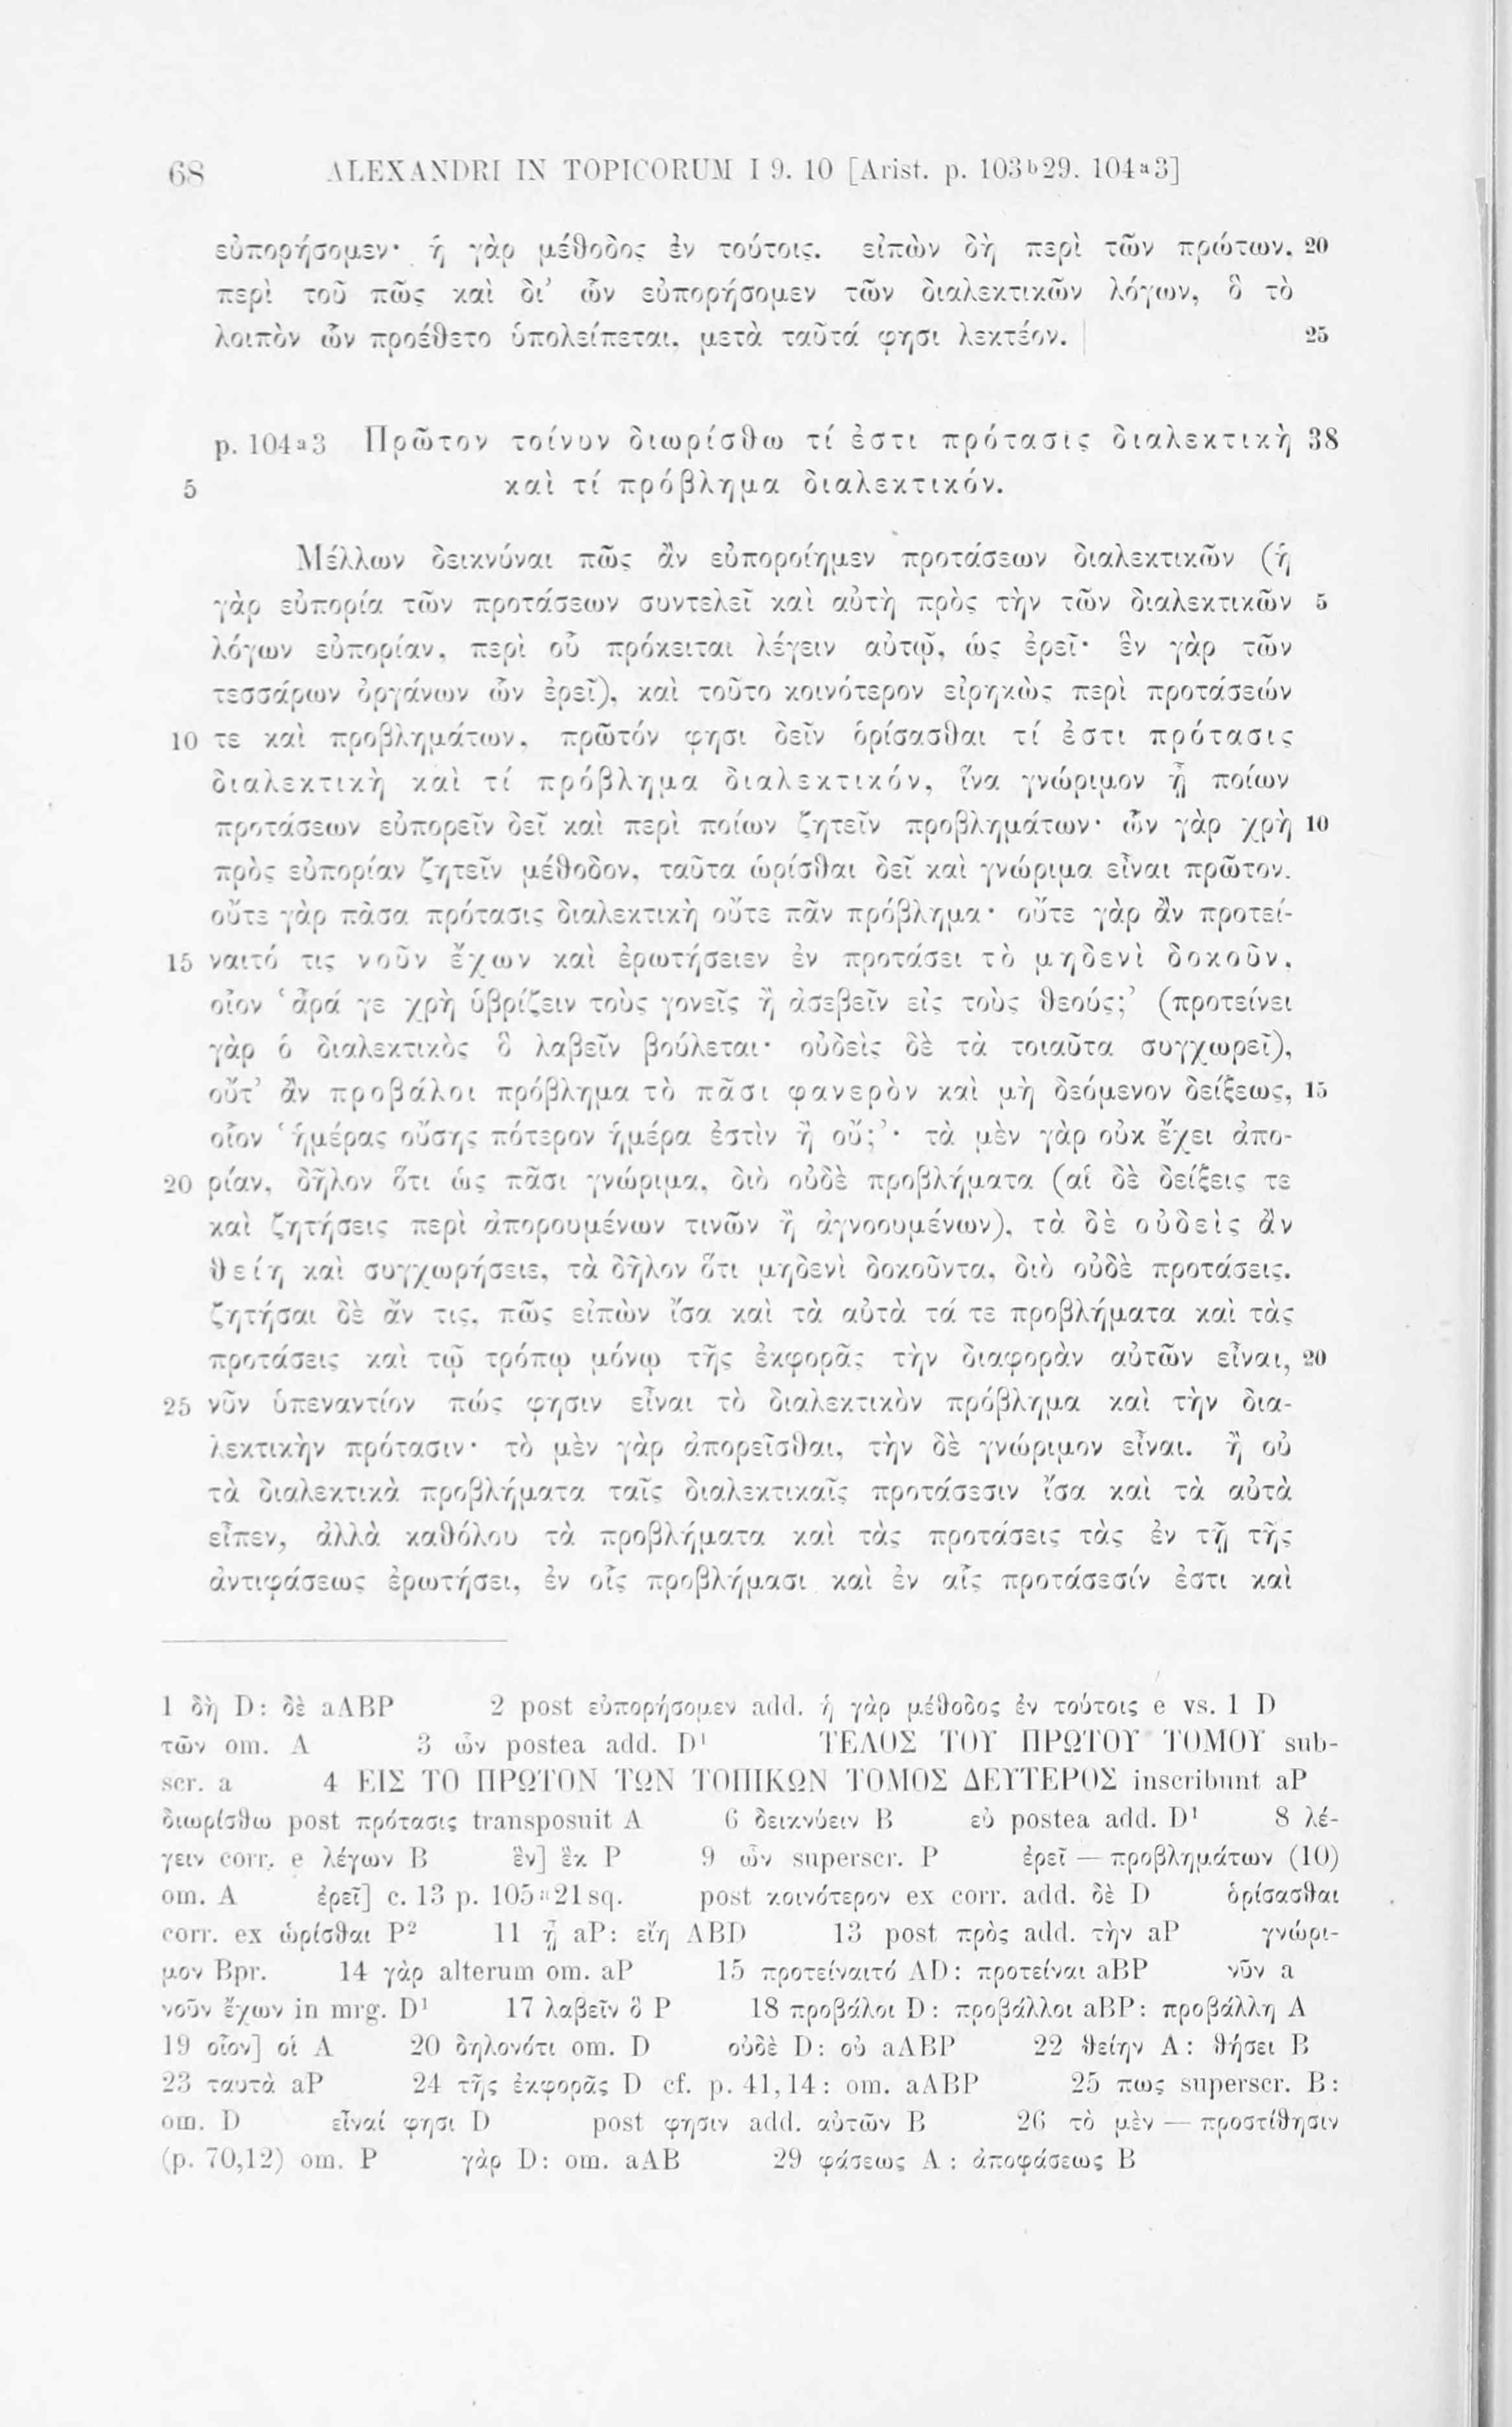 68 ALEXANDRI IN TOPICORUM I 9. 10 [Arist. p. 103b29. 104a3]
εὐπορήσομεν· ἡ γὰρ μέθοδος ἐν τούτοις. εἰπὼν δὴ περὶ τῶν πρώτων, 20
περὶ τοῦ πῶς καὶ δι’ ὧν εὐπορήσομεν τῶν διαλεκτικῶν λόγων, ὃ τὸ
λοιπὸν ὧν προέθετο ὑπολείπεται, μετὰ ταῦτά φησι λεκτέον. | 25
p. 104a3 Πρῶτον τοίνυν διωρίσθω τί ἐστι πρότασις διαλεκτικὴ 38
5 καὶ τί πρόβλημα διαλεκτικόν.
Μέλλων δεικνύναι πῶς ἂν εὐποροίημεν προτάσεων διαλεκτικῶν (ἡ
γὰρ εὐπορία τῶν προτάσεων συντελεῖ καὶ αὐτὴ πρὸς τὴν τῶν διαλεκτικῶν 5
λόγων εὐπορίαν, περὶ οὗ πρόκειται λέγειν αὐτῷ, ὡς ἐρεῖ· ἓν γὰρ τῶν
τεσσάρων ὀργάνων ὧν ἐρεῖ), καὶ τοῦτο κοινότερον εἰρηκὼς περὶ προτάσεών
10 τε καὶ προβλημάτων, πρῶτόν φησι δεῖν ὁρίσασθαι τί ἐστι πρότασις
διαλεκτικὴ καὶ τί πρόβλημα διαλεκτικόν, ἵνα γνώριμον ᾖ ποίων
προτάσεων εὐπορεῖν δεῖ καὶ περὶ ποίων ζητεῖν προβλημάτων· ὧν γὰρ χρὴ 10
πρὸς εὐπορίαν ζητεῖν μέθοδον, ταῦτα ὡρίσθαι δεῖ καὶ γνώριμα εἶναι πρῶτον.
οὔτε γὰρ πᾶσα πρότασις διαλεκτικὴ οὔτε πᾶν πρόβλημα· οὔτε γὰρ ἂν προτεί-
15 ναιτό τις νοῦν ἔχων καὶ ἐρωτήσειεν ἐν προτάσει τὸ μηδενὶ δοκοῦν,
οἷον ‘ἆρά γε χρὴ ὑβρίζειν τοὺς γονεῖς ἢ ἀσεβεῖν εἰς τοὺς θεούς;’ (προτείνει
γὰρ ὁ διαλεκτικὸς ὃ λαβεῖν βούλεται· οὐδεὶς δὲ τὰ τοιαῦτα συγχωρεῖ),
οὔτ’ ἂν προβάλοι πρόβλημα τὸ πᾶσι φανερὸν καὶ μὴ δεόμενον δείξεως, 15
οἷον ‘ἡμέρας οὔσης πότερον ἡμέρα ἐστὶν ἢ οὔ;’· τὰ μὲν γὰρ οὐκ ἔχει ἀπο-
20 ρίαν, δῆλον ὅτι ὡς πᾶσι γνώριμα, διὸ οὐδὲ προβλήματα (αἱ δὲ δείξεις τε
καὶ ζητήσεις περὶ ἀπορουμένων τινῶν ἢ ἀγνοουμένων), τὰ δὲ οὐδεὶς ἂν
θείη καὶ συγχωρήσειε, τὰ δῆλον ὅτι μηδενὶ δοκοῦντα, διὸ οὐδὲ προτάσεις.
ζητήσαι δὲ ἄν τις, πῶς εἰπὼν ἴσα καὶ τὰ αὐτὰ τά τε προβλήματα καὶ τὰς
προτάσεις καὶ τῷ τρόπῳ μόνῳ τῆς ἐκφορᾶς τὴν διαφορὰν αὐτῶν εἶναι, 20
25 νῦν ὑπεναντίον πώς φησιν εἶναι τὸ διαλεκτικὸν πρόβλημα καὶ τὴν δια-
λεκτικὴν πρότασιν· τὸ μὲν γὰρ ἀπορεῖσθαι, τὴν δὲ γνώριμον εἶναι. ἢ οὐ
τὰ διαλεκτικὰ προβλήματα ταῖς διαλεκτικαῖς προτάσεσιν ἴσα καὶ τὰ αὐτὰ
εἶπεν, ἀλλὰ καθόλου τὰ προβλήματα καὶ τὰς προτάσεις τὰς ἐν τῇ τῆς
ἀντιφάσεως ἐρωτήσει, ἐν οἷς προβλήμασι καὶ ἐν αἷς προτάσεσίν ἐστι καὶ
1 δὴ D: δὲ aABP 2 post εὐπορήσομεν add. ἡ γὰρ μέθοδος ἐν τούτοις e vs. 1 D
τῶν om. A 3 ὧν postea add. D¹ ΤΕΛΟΣ ΤΟΥ ΠΡΩΤΟΥ ΤΟΜΟΥ sub-
scr. a 4 ΕΙΣ ΤΟ ΠΡΩΤΟΝ ΤΩΝ ΤΟΠΙΚΩΝ ΤΟΜΟΣ ΔΕΥΤΕΡΟΣ inscribunt aP
διωρίσθω post πρότασις transposuit A 6 δεικνύειν B εὐ postea add. D¹ 8 λέ-
γειν corr. e λέγων B ἓν] ἓκ P 9 ὧν superscr. P ἐρεῖ — προβλημάτων (10)
om. A ἐρεῖ] c. 13 p. 105a21 sq. post κοινότερον ex corr. add. δὲ D ὁρίσασθαι
corr. ex ὡρίσθαι P² 11 ᾖ aP: εἴη ABD 13 post πρὸς add. τὴν aP γνώρι-
μον Bpr. 14 γὰρ alterum om. aP 15 προτείναιτό AD: προτείναι aBP νῦν a
νοῦν ἔχων in mrg. D¹ 17 λαβεῖν ὃ P 18 προβάλοι D: προβάλλοι aBP: προβάλλῃ A
19 οἷον] οἱ A 20 δηλονότι om. D οὐδὲ D: οὐ aABP 22 θείην A: θήσει B
23 ταυτὰ aP 24 τῆς ἐκφορᾶς D cf. p. 41,14: om. aABP 25 πως superscr. B:
om. D εἶναί φησι D post φησιν add. αὐτῶν B 26 τὸ μὲν — προστίθησιν
(p. 70,12) om. P γὰρ D: om. aAB 29 φάσεως A: ἀποφάσεως B